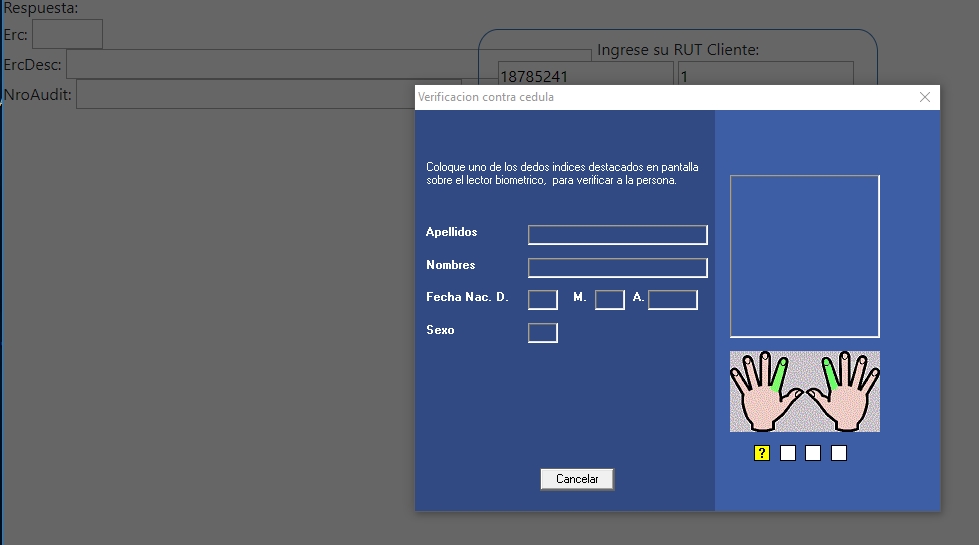 Respuesta:
Erc:
ErcDesc:
NroAudit:
Ingrese su RUT Cliente:
18785241
1
Verificacion contra cedula
Coloque uno de los dedos indices destacados en pantalla
sobre el lector biometrico, para verificar a la persona.
Apellidos
Nombres
Fecha Nac. D. M. A.
Sexo
?
Cancelar